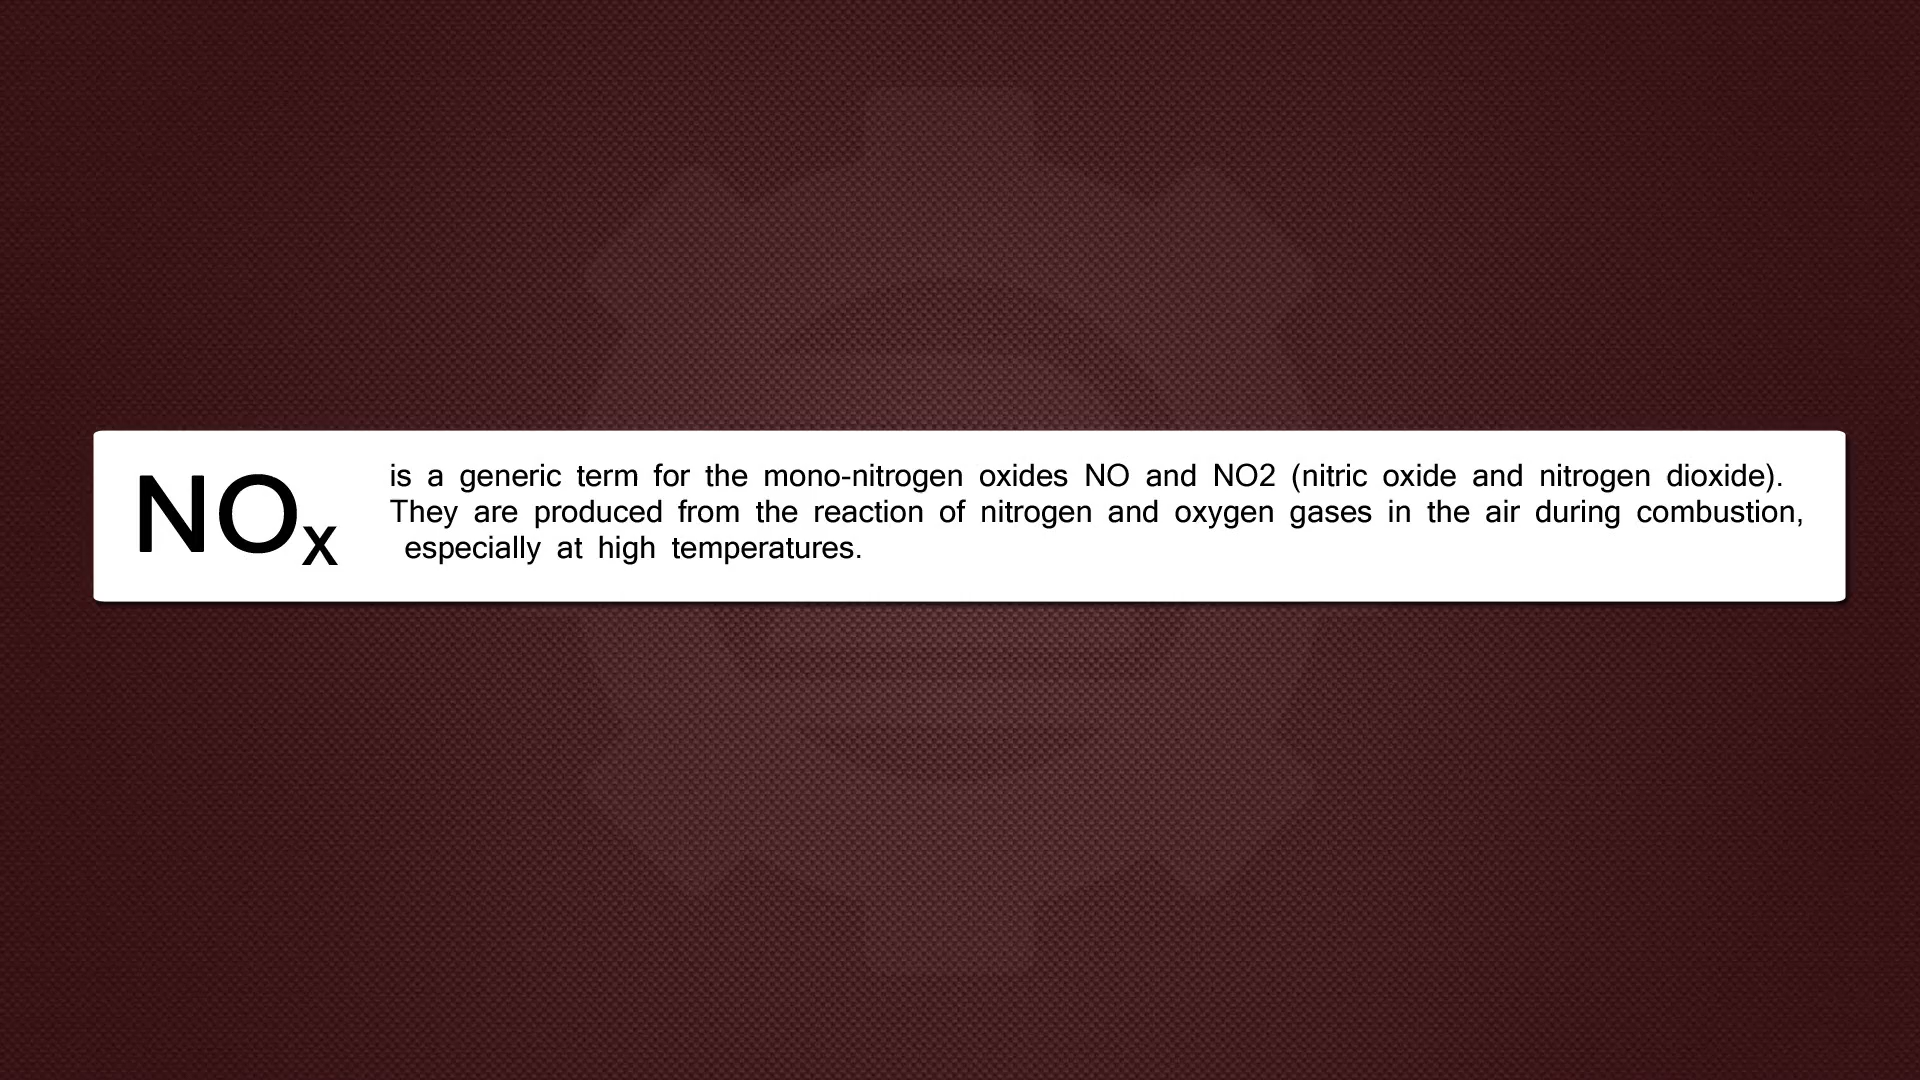 NOx
is a generic term for the mono-nitrogen oxides NO and NO2 (nitric oxide and nitrogen dioxide).
They are produced from the reaction of nitrogen and oxygen gases in the air during combustion,
especially at high temperatures.